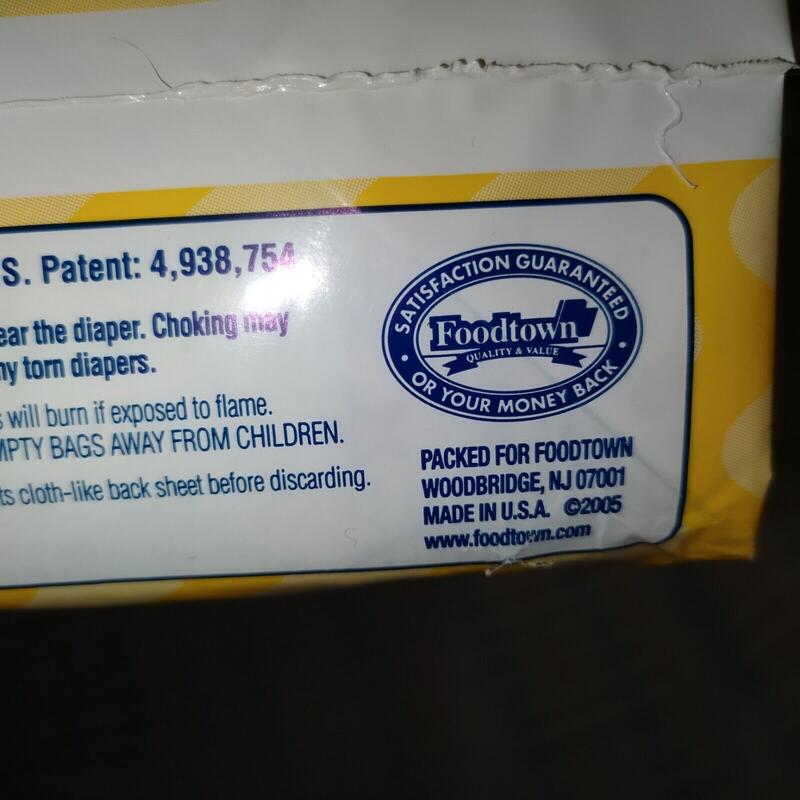 S. Patent: 4,938,754
ear the diaper. Choking may
ny torn diapers.
s will burn if exposed to flame.
MPTY BAGS AWAY FROM CHILDREN.
ts cloth-like back sheet before discarding.
SATISFACTION GUARANTEED
Foodtown
QUALITY & VALUE
• OR YOUR MONEY BACK •
PACKED FOR FOODTOWN
WOODBRIDGE, NJ 07001
MADE IN U.S.A. ©2005
www.foodtown.com